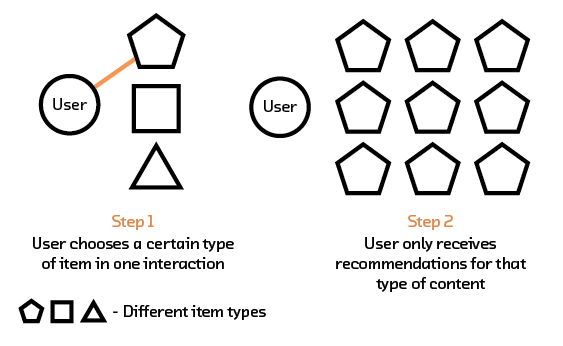 User
User
Step 1
User chooses a certain type
of item in one interaction
Step 2
User only receives
recommendations for that
type of content
- Different item types